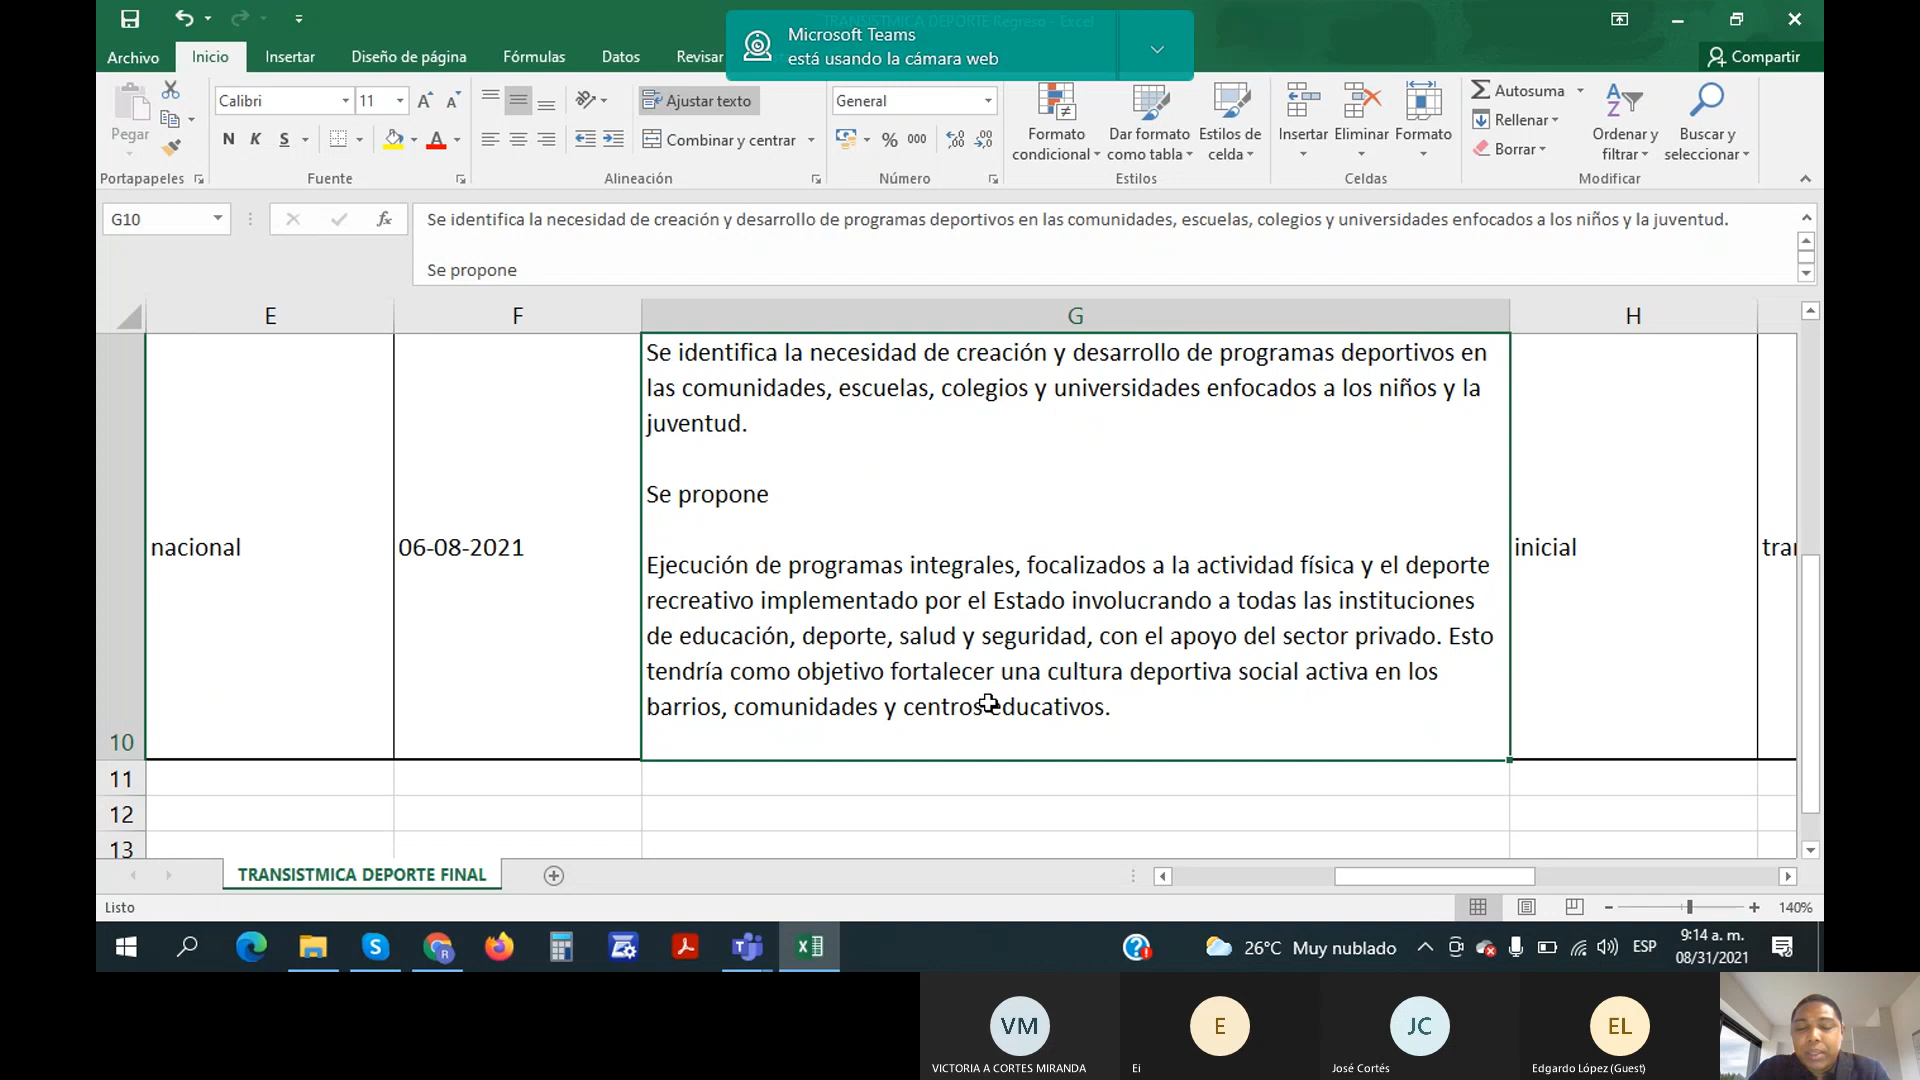 TRANSISTMICA DEPORTE Regreso - Excel
Microsoft Teams
está usando la cámara web
Archivo
Inicio
Insertar
Diseño de página
Fórmulas
Datos
Revisar
Compartir
Pegar
Calibri
11
N K S
Ajustar texto
Combinar y centrar
General
% 000
Formato
condicional
Dar formato
como tabla
Estilos de
celda
Insertar
Eliminar
Formato
Autosuma
Rellenar
Borrar
Ordenar y
filtrar
Buscar y
seleccionar
Portapapeles
Fuente
Alineación
Número
Estilos
Celdas
Modificar
G10
fx
Se identifica la necesidad de creación y desarrollo de programas deportivos en las comunidades, escuelas, colegios y universidades enfocados a los niños y la juventud.
Se propone
E F G H
Se identifica la necesidad de creación y desarrollo de programas deportivos en
las comunidades, escuelas, colegios y universidades enfocados a los niños y la
juventud.
Se propone
nacional
06-08-2021
Ejecución de programas integrales, focalizados a la actividad física y el deporte
recreativo implementado por el Estado involucrando a todas las instituciones
de educación, deporte, salud y seguridad, con el apoyo del sector privado. Esto
tendría como objetivo fortalecer una cultura deportiva social activa en los
barrios, comunidades y centros educativos.
inicial
10
11
12
13
TRANSISTMICA DEPORTE FINAL
Listo
140%
26°C Muy nublado
ESP
9:14 a. m.
08/31/2021
VM
VICTORIA A CORTES MIRANDA
E
Ei
JC
José Cortés
EL
Edgardo López (Guest)